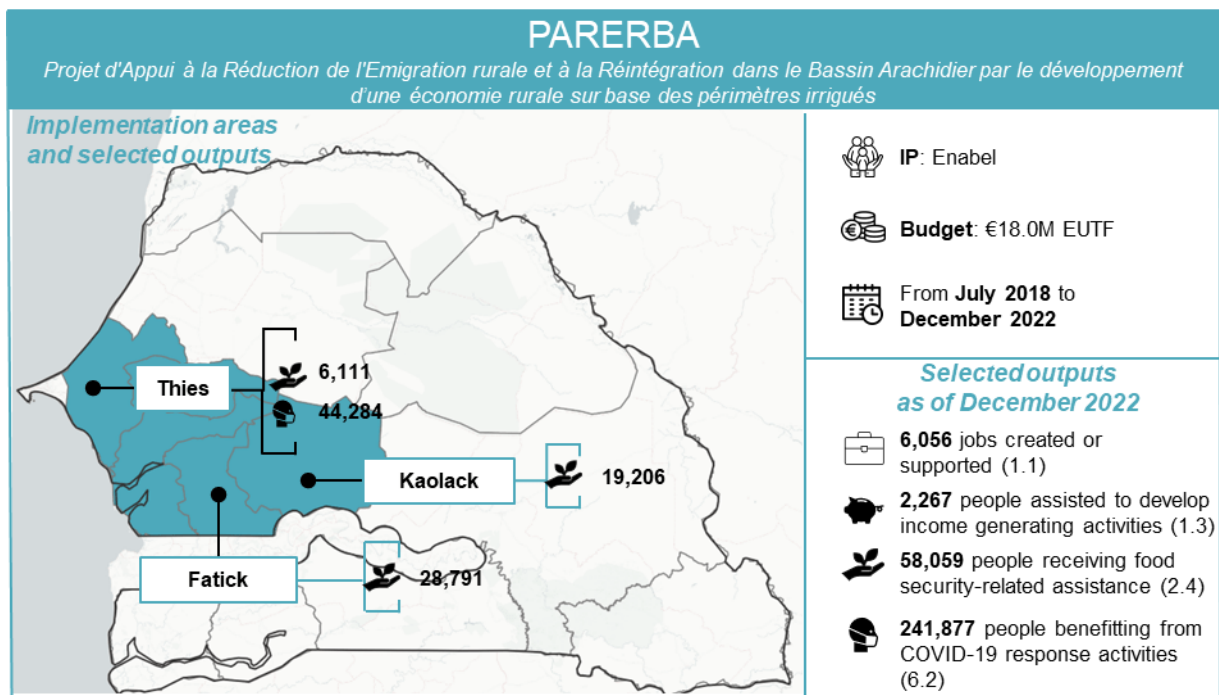 PARERBA
Projet d'Appui à la Réduction de l'Emigration rurale et à la Réintégration dans le Bassin Arachidier par le développement
d'une économie rurale sur base des périmètres irrigués
Implementation areas
and selected outputs
Thies
6,111
44,284
Kaolack
19,206
Fatick
28,791
IP: Enabel
Budget: €18.0M EUTF
From July 2018 to
December 2022
Selected outputs
as of December 2022
6,056 jobs created or
supported (1.1)
2,267 people assisted to develop
income generating activities (1.3)
58,059 people receiving food
security-related assistance (2.4)
241,877 people benefitting from
COVID-19 response activities
(6.2)